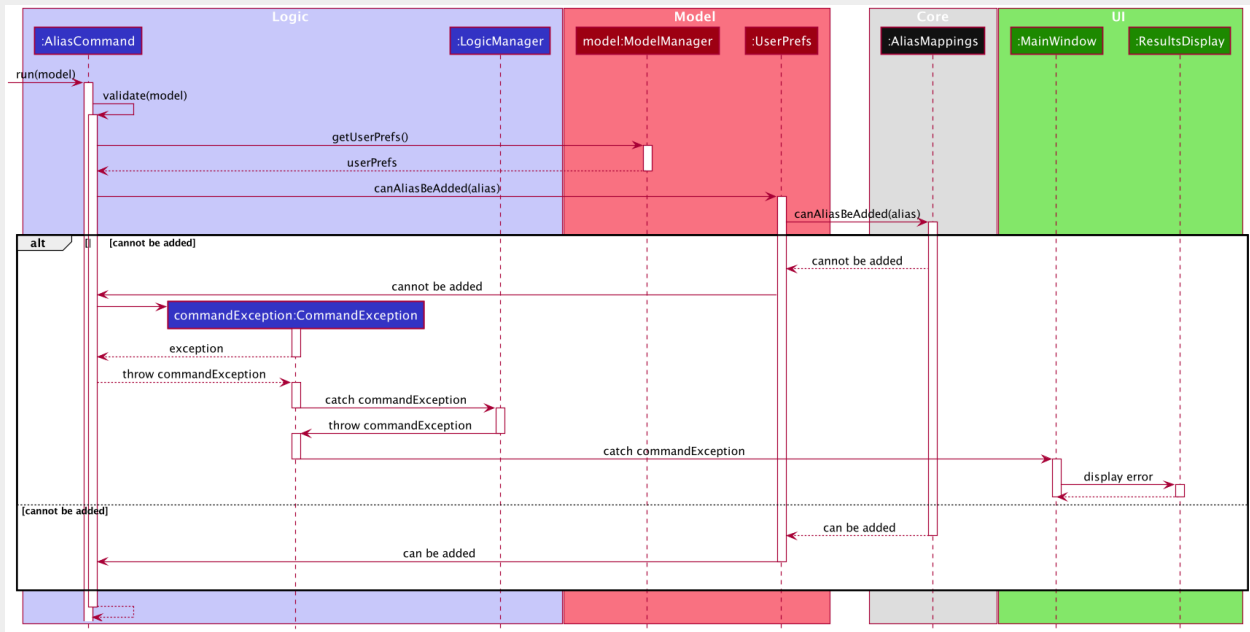 Logic
Model
Core
UI
:AliasCommand
:LogicManager
model:ModelManager
:UserPrefs
:AliasMappings
:MainWindow
:ResultsDisplay
run(model)
validate(model)
getUserPrefs()
userPrefs
canAliasBeAdded(alias)
canAliasBeAdded(alias)
alt
[cannot be added]
cannot be added
cannot be added
commandException:CommandException
exception
throw commandException
catch commandException
throw commandException
catch commandException
display error
[cannot be added]
can be added
can be added